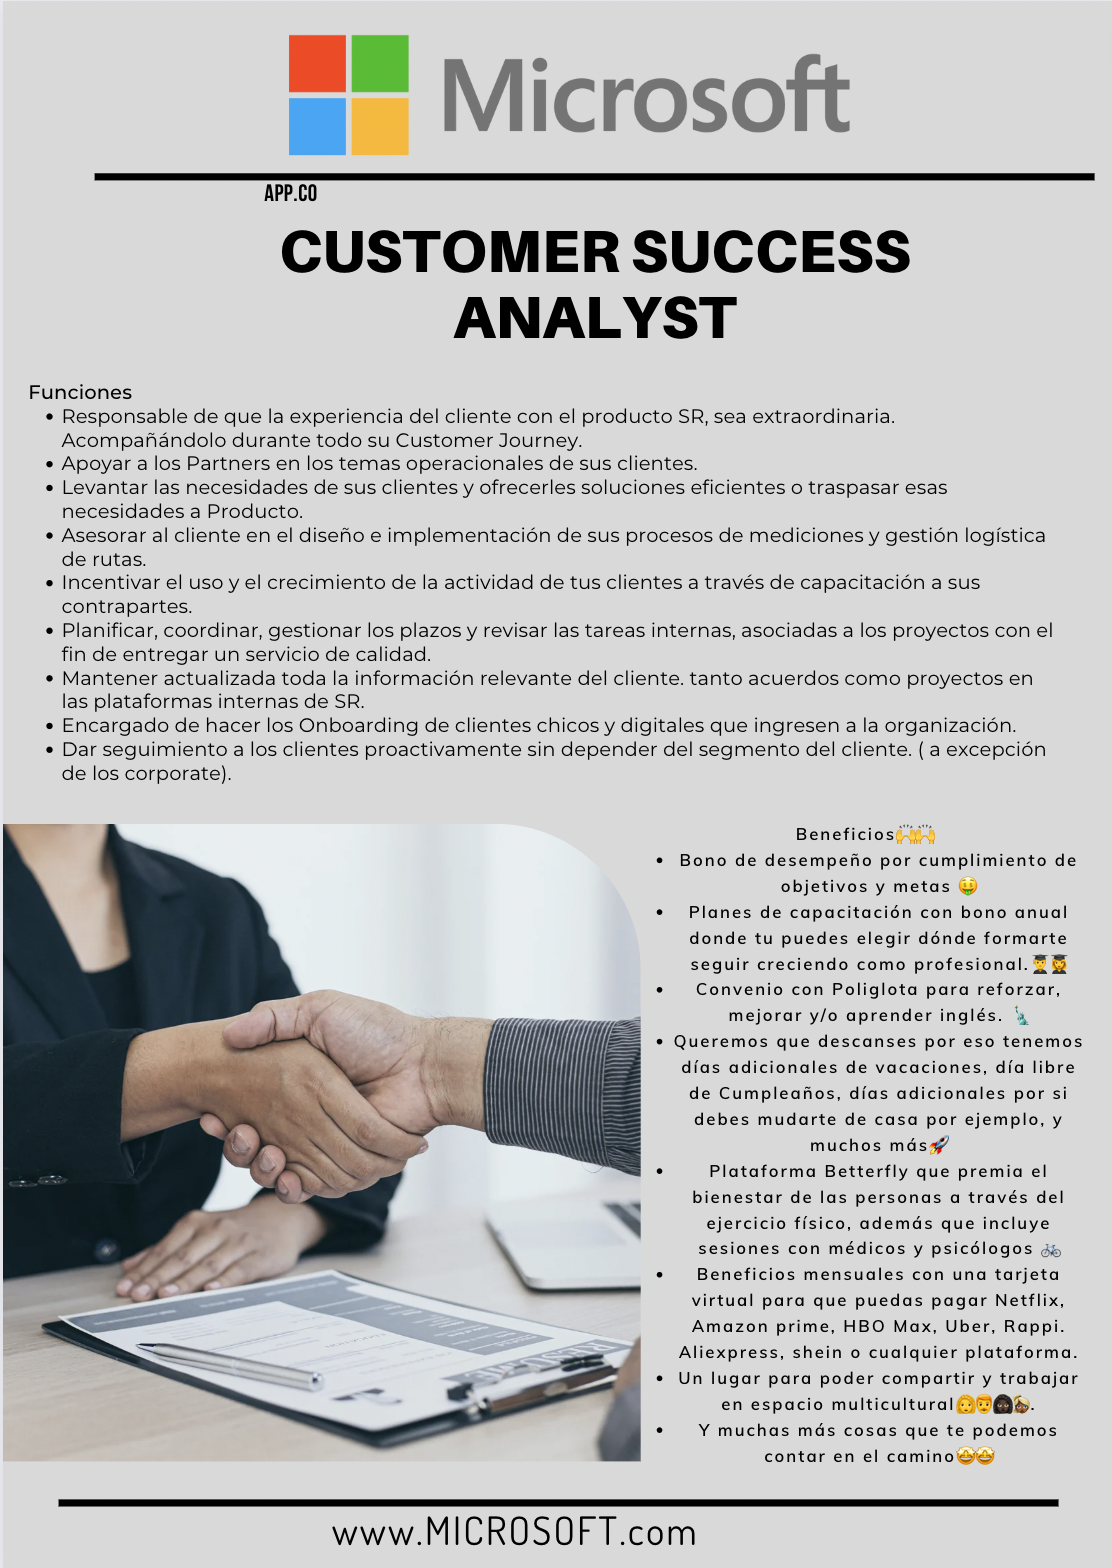 Microsoft
APP.CO
CUSTOMER SUCCESS
ANALYST
Funciones
• Responsable de que la experiencia del cliente con el producto SR, sea extraordinaria.
Acompañándolo durante todo su Customer Journey.
• Apoyar a los Partners en los temas operacionales de sus clientes.
• Levantar las necesidades de sus clientes y ofrecerles soluciones eficientes o traspasar esas
necesidades a Producto.
• Asesorar al cliente en el diseño e implementación de sus procesos de mediciones y gestión logística
de rutas.
• Incentivar el uso y el crecimiento de la actividad de tus clientes a través de capacitación a sus
contrapartes.
• Planificar, coordinar, gestionar los plazos y revisar las tareas internas, asociadas a los proyectos con el
fin de entregar un servicio de calidad.
• Mantener actualizada toda la información relevante del cliente. tanto acuerdos como proyectos en
las plataformas internas de SR.
• Encargado de hacer los Onboarding de clientes chicos y digitales que ingresen a la organización.
• Dar seguimiento a los clientes proactivamente sin depender del segmento del cliente. ( a excepción
de los corporate).
Beneficios🙌🙌
• Bono de desempeño por cumplimiento de
objetivos y metas 🤑
• Planes de capacitación con bono anual
donde tu puedes elegir dónde formarte
seguir creciendo como profesional.👨‍🎓👩‍🎓
• Convenio con Poliglota para reforzar,
mejorar y/o aprender inglés. 🗽
• Queremos que descanses por eso tenemos
días adicionales de vacaciones, día libre
de Cumpleaños, días adicionales por si
debes mudarte de casa por ejemplo, y
muchos más🚀
• Plataforma Betterfly que premia el
bienestar de las personas a través del
ejercicio físico, además que incluye
sesiones con médicos y psicólogos 🚲
• Beneficios mensuales con una tarjeta
virtual para que puedas pagar Netflix,
Amazon prime, HBO Max, Uber, Rappi.
Aliexpress, shein o cualquier plataforma.
• Un lugar para poder compartir y trabajar
en espacio multicultural.
• Y muchas más cosas que te podemos
contar en el camino🤩🤩
www.MICROSOFT.com